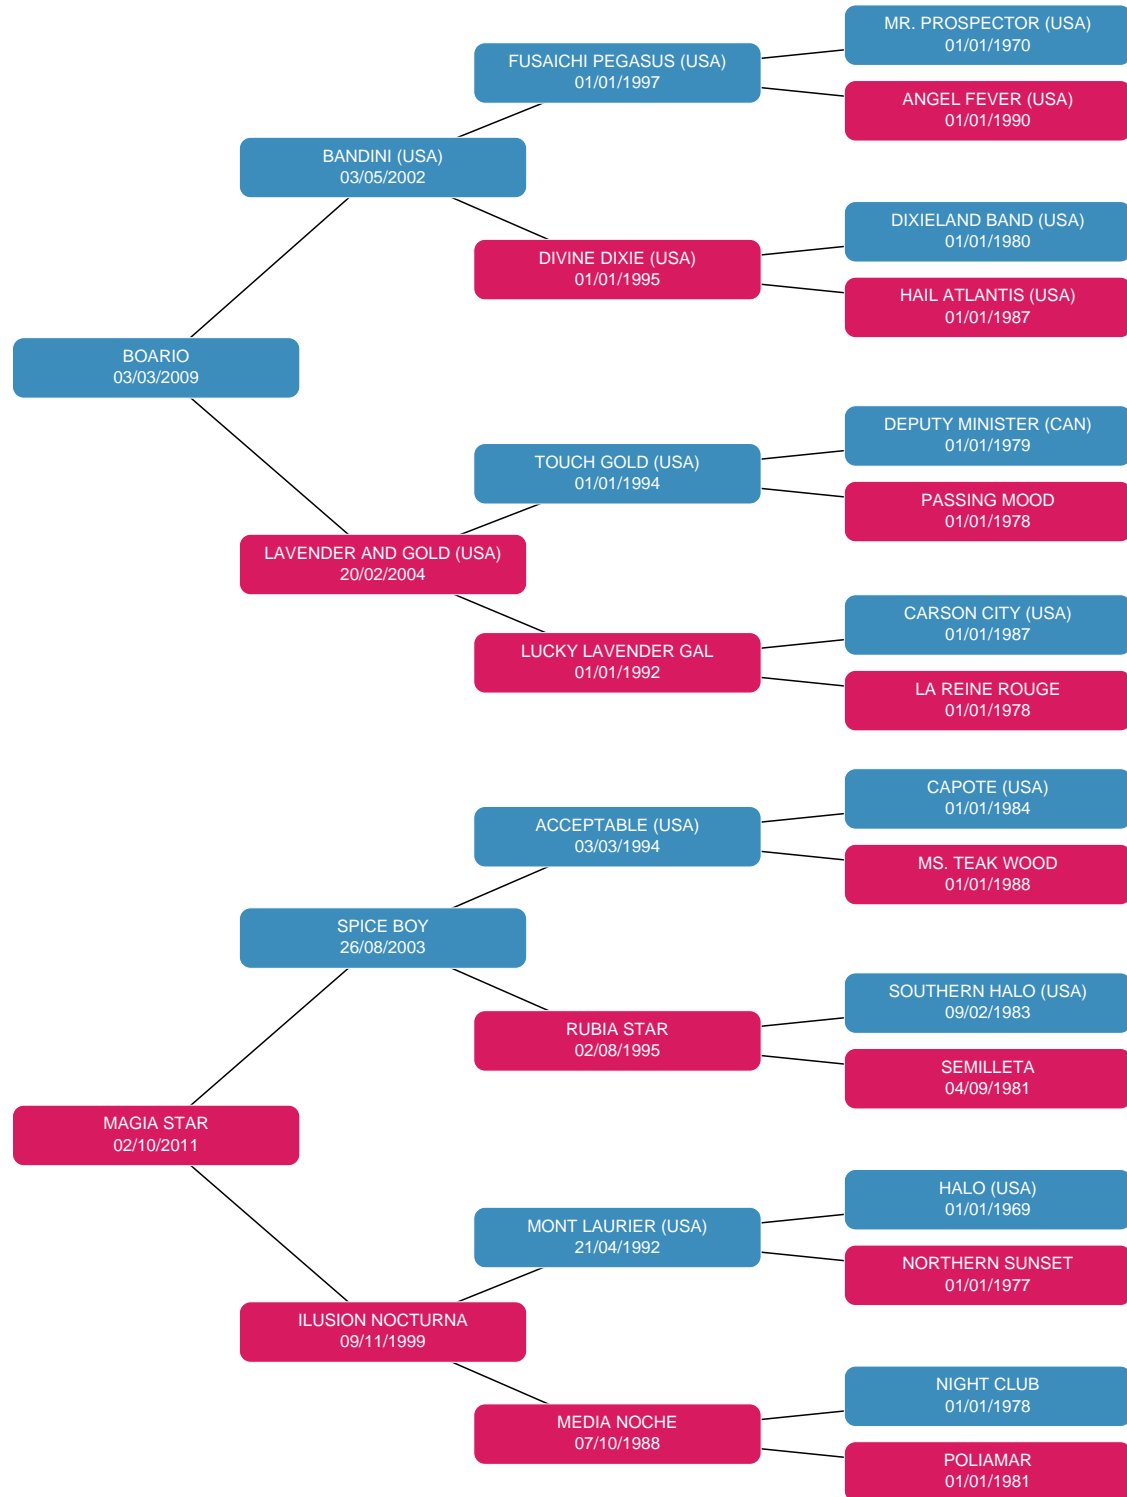 MR. PROSPECTOR (USA)
01/01/1970
FUSAICHI PEGASUS (USA)
01/01/1997
ANGEL FEVER (USA)
01/01/1990
BANDINI (USA)
03/05/2002
DIXIELAND BAND (USA)
01/01/1980
DIVINE DIXIE (USA)
01/01/1995
HAIL ATLANTIS (USA)
01/01/1987
BOARIO
03/03/2009
DEPUTY MINISTER (CAN)
01/01/1979
TOUCH GOLD (USA)
01/01/1994
PASSING MOOD
01/01/1978
LAVENDER AND GOLD (USA)
20/02/2004
CARSON CITY (USA)
01/01/1987
LUCKY LAVENDER GAL
01/01/1992
LA REINE ROUGE
01/01/1978
CAPOTE (USA)
01/01/1984
ACCEPTABLE (USA)
03/03/1994
MS. TEAK WOOD
01/01/1988
SPICE BOY
26/08/2003
SOUTHERN HALO (USA)
09/02/1983
RUBIA STAR
02/08/1995
SEMILLETA
04/09/1981
MAGIA STAR
02/10/2011
HALO (USA)
01/01/1969
MONT LAURIER (USA)
21/04/1992
NORTHERN SUNSET
01/01/1977
ILUSION NOCTURNA
09/11/1999
NIGHT CLUB
01/01/1978
MEDIA NOCHE
07/10/1988
POLIAMAR
01/01/1981